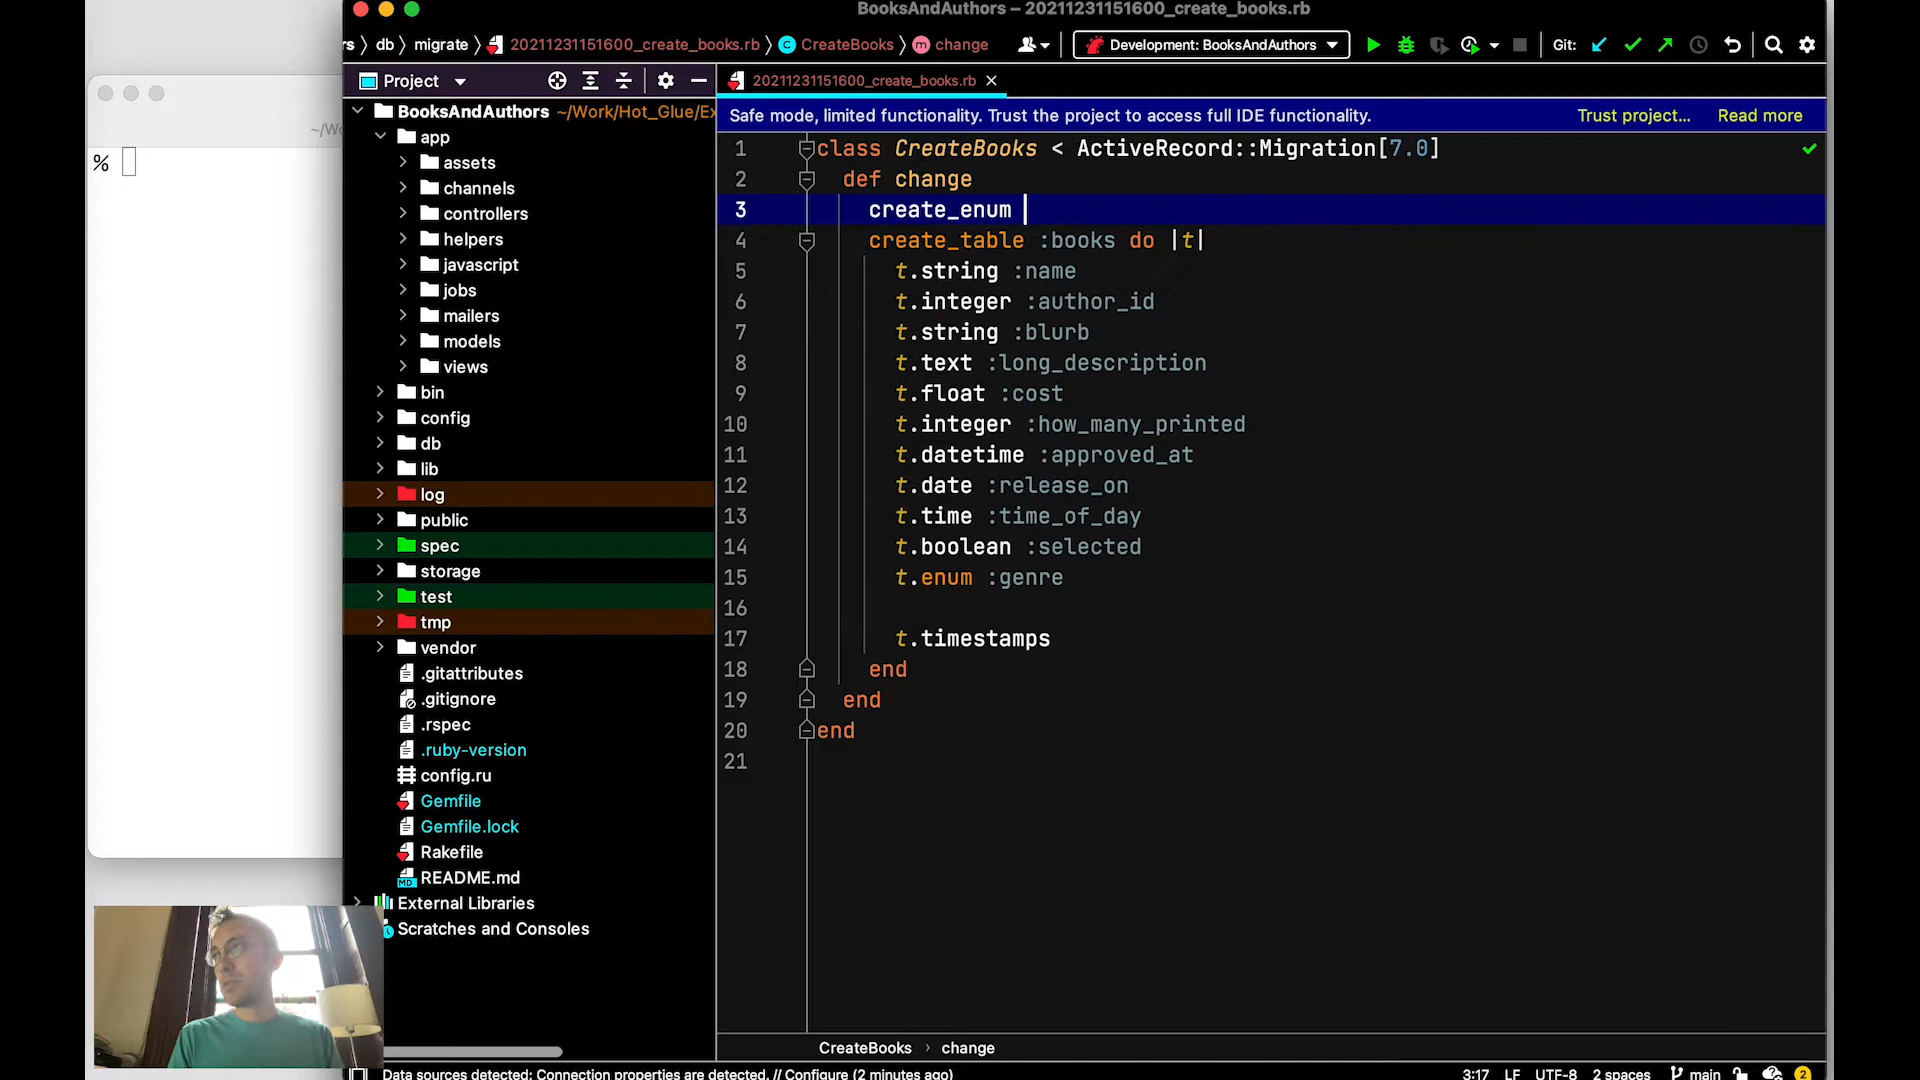 BooksAndAuthors – 20211231151600_create_books.rb
rs db migrate 20211231151600_create_books.rb CreateBooks change Development: BooksAndAuthors Git:
Project
20211231151600_create_books.rb
BooksAndAuthors ~/Work/Hot_Glue/Ex
Safe mode, limited functionality. Trust the project to access full IDE functionality. Trust project... Read more
~/Wo
%
app
assets
channels
controllers
helpers
javascript
jobs
mailers
models
views
bin
config
db
lib
log
public
spec
storage
test
tmp
vendor
.gitattributes
.gitignore
.rspec
.ruby-version
config.ru
Gemfile
Gemfile.lock
Rakefile
README.md
External Libraries
Scratches and Consoles
1 class CreateBooks < ActiveRecord::Migration[7.0]
2 def change
3 create_enum
4 create_table :books do |t|
5 t.string :name
6 t.integer :author_id
7 t.string :blurb
8 t.text :long_description
9 t.float :cost
10 t.integer :how_many_printed
11 t.datetime :approved_at
12 t.date :release_on
13 t.time :time_of_day
14 t.boolean :selected
15 t.enum :genre
16
17 t.timestamps
18 end
19 end
20 end
21
CreateBooks › change
Data sources detected: Connection properties are detected. // Configure (2 minutes ago) 3:17 LF UTF-8 2 spaces main 2